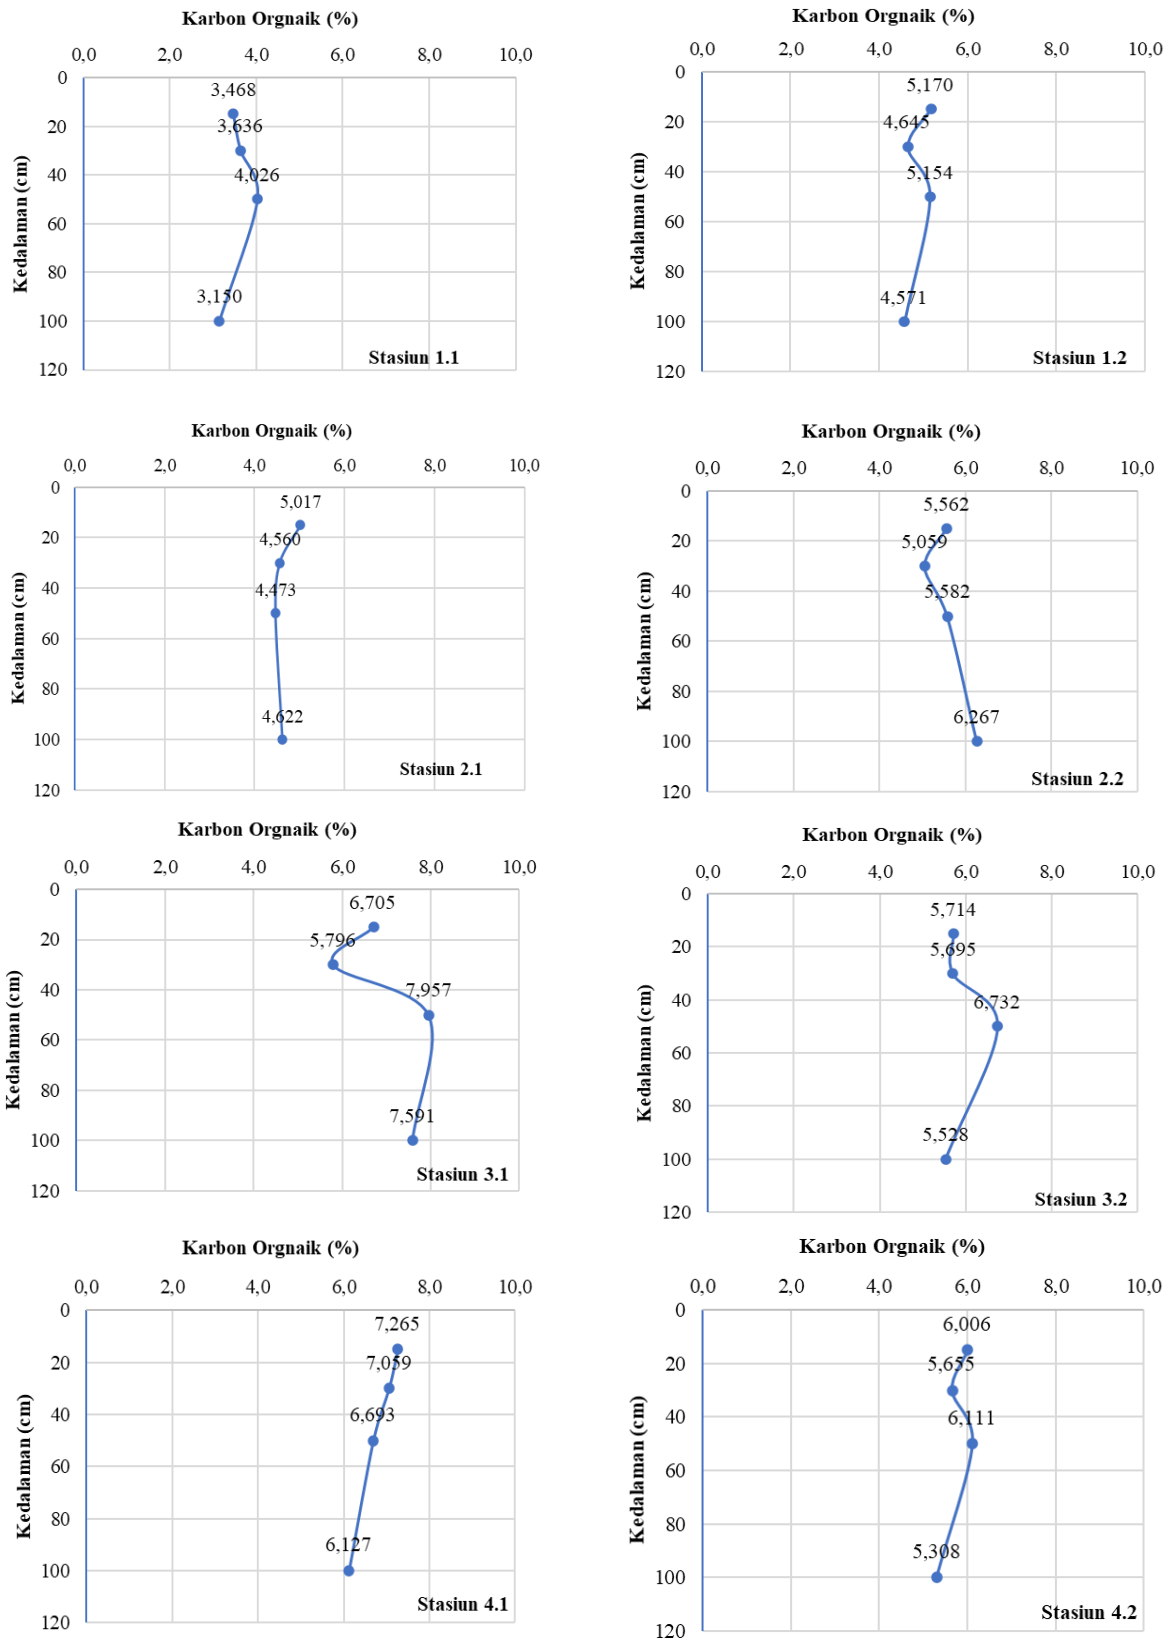 Karbon Orgnaik (%)
0,0 2,0 4,0 6,0 8,0 10,0
0
3,468
20
3,636
40
4,026
60
80
3,150
100
120
Kedalaman (cm)
Stasiun 1.1
Karbon Orgnaik (%)
0,0 2,0 4,0 6,0 8,0 10,0
0
5,170
20
4,645
40
5,154
60
80
4,571
100
120
Kedalaman (cm)
Stasiun 1.2
Karbon Orgnaik (%)
0,0 2,0 4,0 6,0 8,0 10,0
0
5,017
20
4,560
40
4,473
60
80
4,622
100
120
Kedalaman (cm)
Stasiun 2.1
Karbon Orgnaik (%)
0,0 2,0 4,0 6,0 8,0 10,0
0
5,562
20
5,059
40
5,582
60
80
6,267
100
120
Kedalaman (cm)
Stasiun 2.2
Karbon Orgnaik (%)
0,0 2,0 4,0 6,0 8,0 10,0
0
6,705
20
5,796
40
7,957
60
80
7,591
100
120
Kedalaman (cm)
Stasiun 3.1
Karbon Orgnaik (%)
0,0 2,0 4,0 6,0 8,0 10,0
0
5,714
20
5,695
40
6,732
60
80
5,528
100
120
Kedalaman (cm)
Stasiun 3.2
Karbon Orgnaik (%)
0,0 2,0 4,0 6,0 8,0 10,0
0
7,265
20
7,059
40
6,693
60
80
6,127
100
120
Kedalaman (cm)
Stasiun 4.1
Karbon Orgnaik (%)
0,0 2,0 4,0 6,0 8,0 10,0
0
6,006
20
5,655
40
6,111
60
80
5,308
100
120
Kedalaman (cm)
Stasiun 4.2